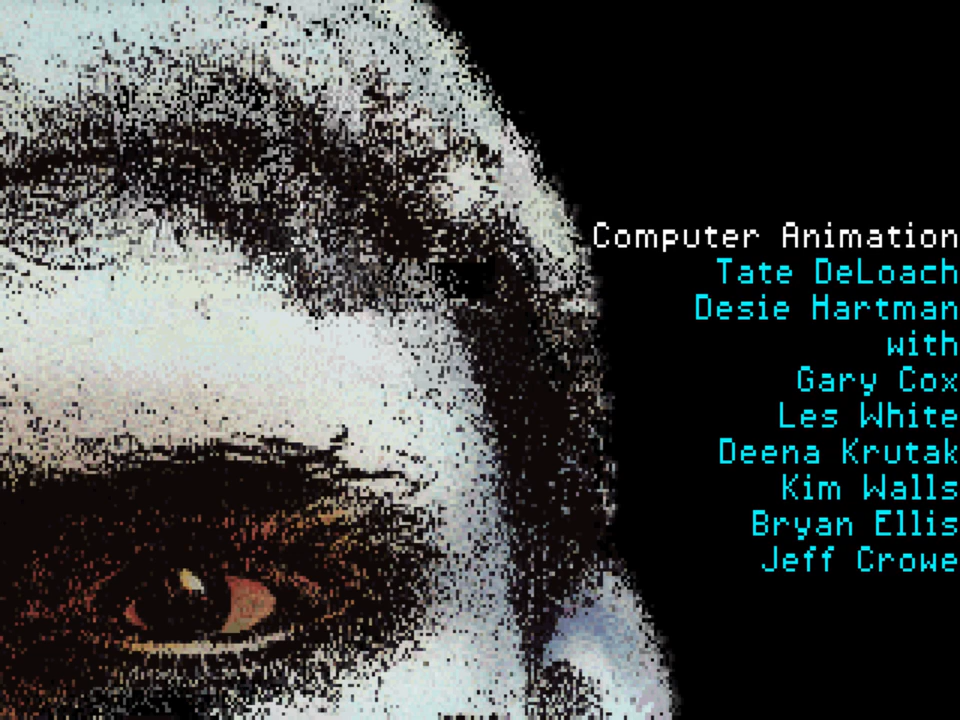 Computer Animation
Tate DeLoach
Desie Hartman
with
Gary Cox
Les White
Deena Krutak
Kim Walls
Bryan Ellis
Jeff Crowe